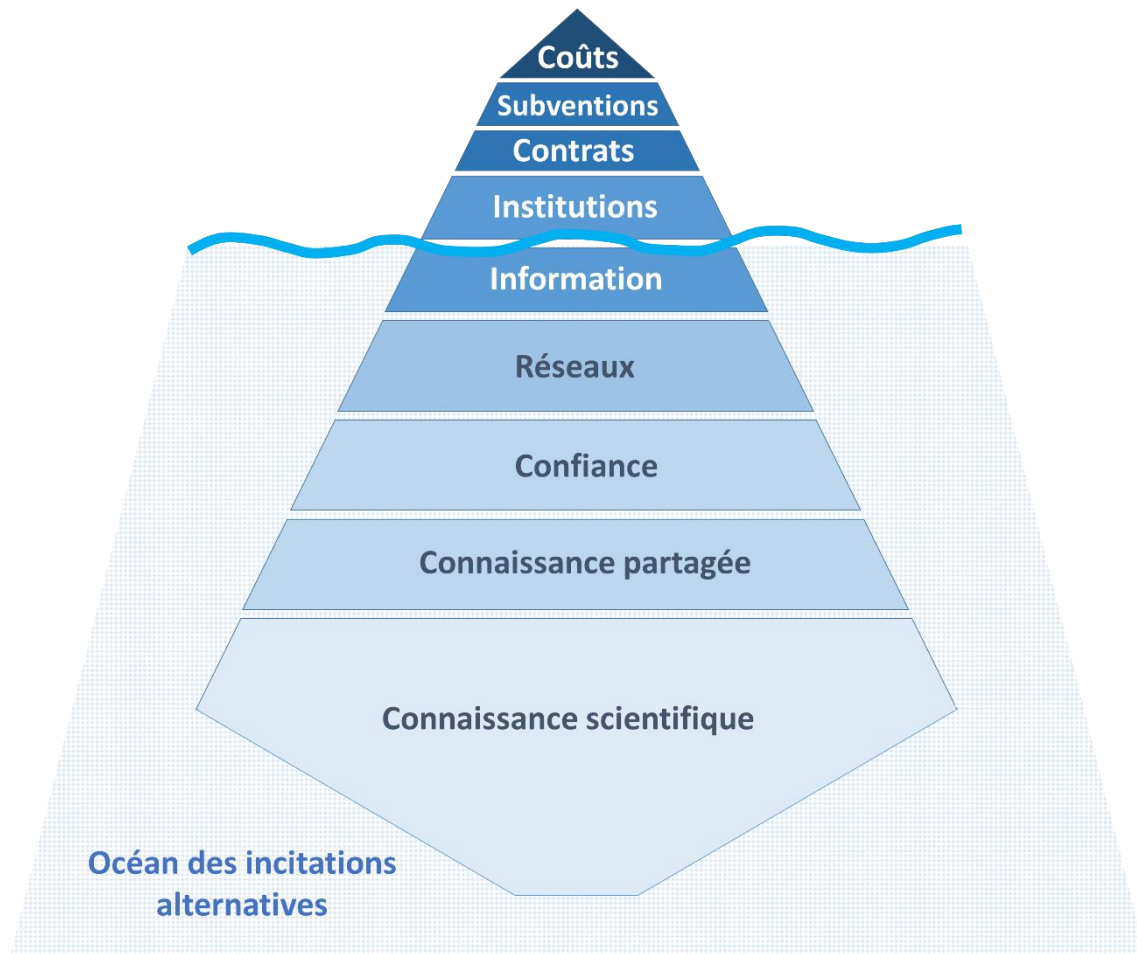 Coûts
Subventions
Contrats
Institutions
Information
Réseaux
Confiance
Connaissance partagée
Connaissance scientifique
Océan des incitations
alternatives